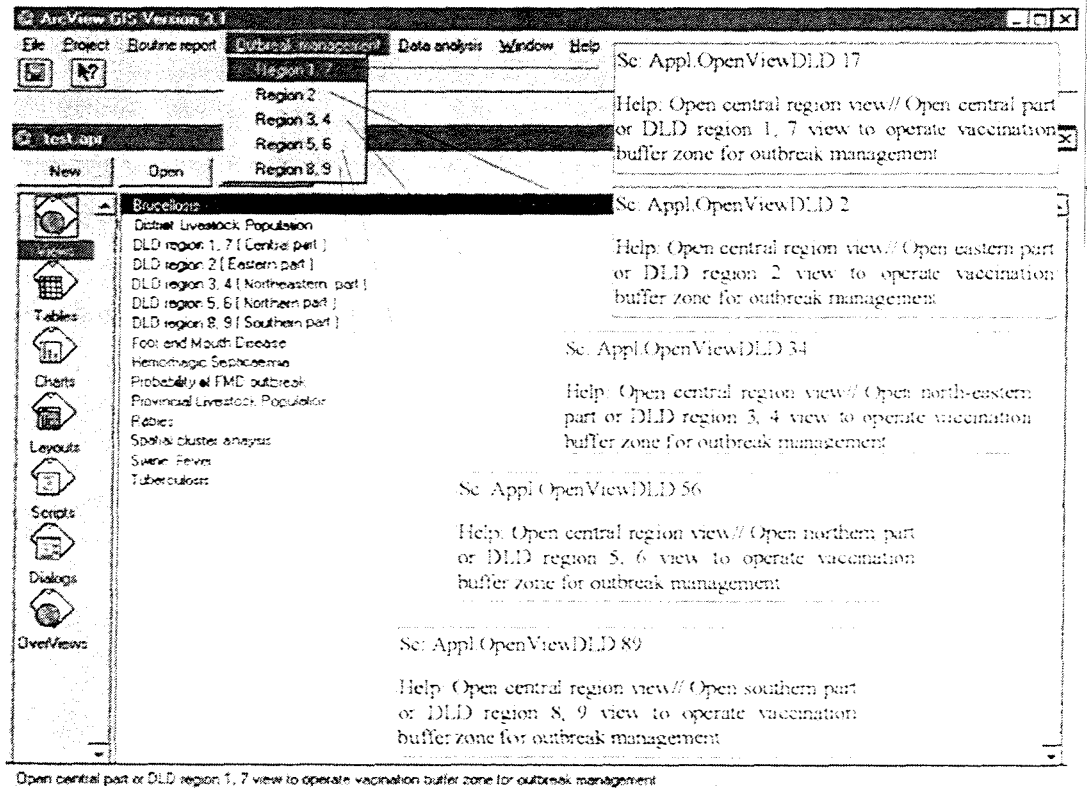 ArcView GIS Version 3.1
File Project Routine report Outbreak management Data analysis Window Help
Region 1, 7
Region 2
Region 3, 4
Region 5, 6
Region 8, 9
test.apr
New Open
Views
Tables
Charts
Layouts
Scripts
Dialogs
OverViews
Brucellosis
District Livestock Population
DLD region 1, 7 [ Central part ]
DLD region 2 [ Eastern part ]
DLD region 3, 4 [ Northeastern part ]
DLD region 5, 6 [ Northern part ]
DLD region 8, 9 [ Southern part ]
Foot and Mouth Disease
Hemorrhagic Septicaemia
Probability of FMD outbreak
Provincial Livestock Population
Rabies
Spatial cluster anaysis
Swine Fever
Tuberculosis
Sc: Appl.OpenViewDLD 17
Help: Open central region view// Open central part
or DLD region 1, 7 view to operate vaccination
buffer zone for outbreak management
Sc: Appl.OpenViewDLD 2
Help: Open central region view// Open eastern part
or DLD region 2 view to operate vaccination
buffer zone for outbreak management
Sc: Appl.OpenViewDLD 34
Help: Open central region view// Open north-eastern
part or DLD region 3, 4 view to operate vaccination
buffer zone for outbreak management
Sc: Appl.OpenViewDLD 56
Help: Open central region view// Open northern part
or DLD region 5, 6 view to operate vaccination
buffer zone for outbreak management
Sc: Appl.OpenViewDLD 89
Help: Open central region view// Open southern part
or DLD region 8, 9 view to operate vaccination
buffer zone for outbreak management
Open central part or DLD region 1, 7 view to operate vacination buffer zone for outbreak management